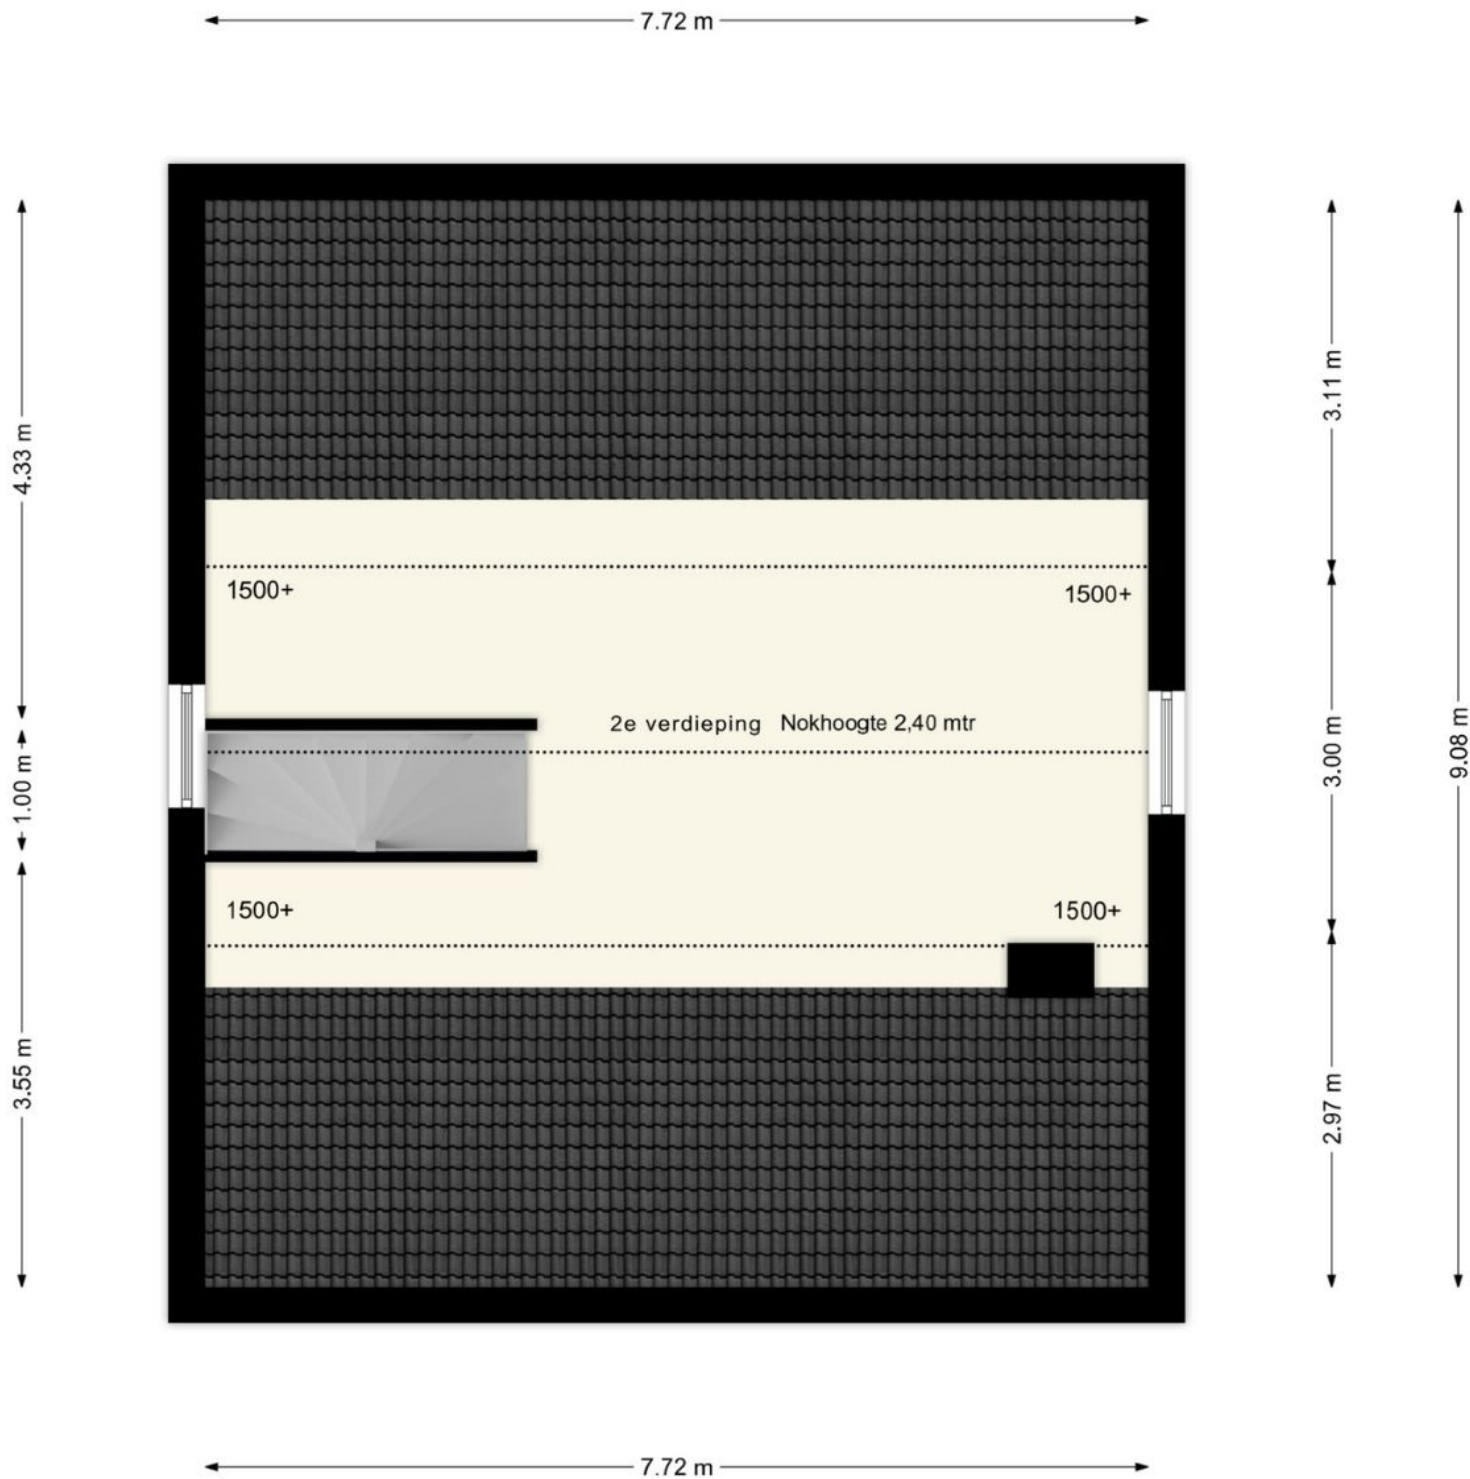 7.72 m
4.33 m
1.00 m
3.55 m
1500+
1500+
2e verdieping Nokhoogte 2,40 mtr
1500+
1500+
3.11 m
3.00 m
2.97 m
9.08 m
7.72 m